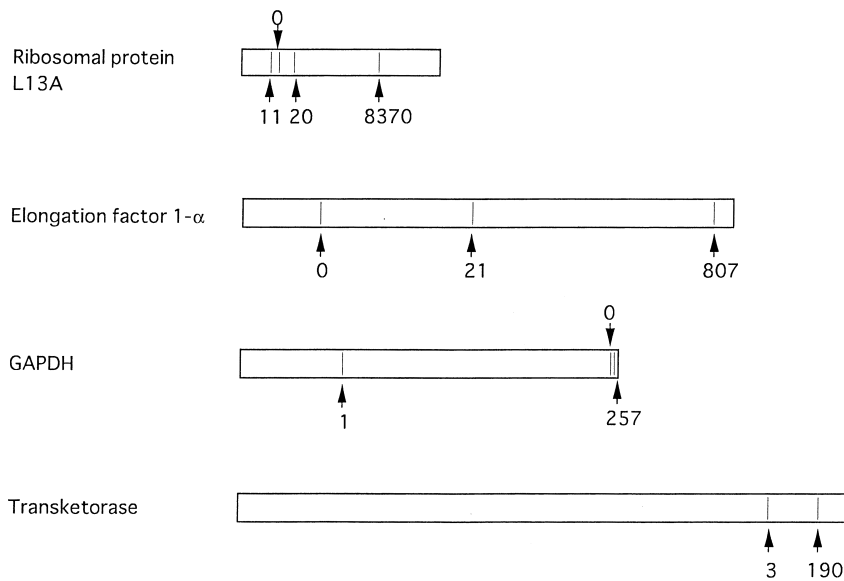 0
Ribosomal protein
L13A
11 20 8370
Elongation factor 1-α
0 21 807
0
GAPDH
1 257
Transketorase
3 190